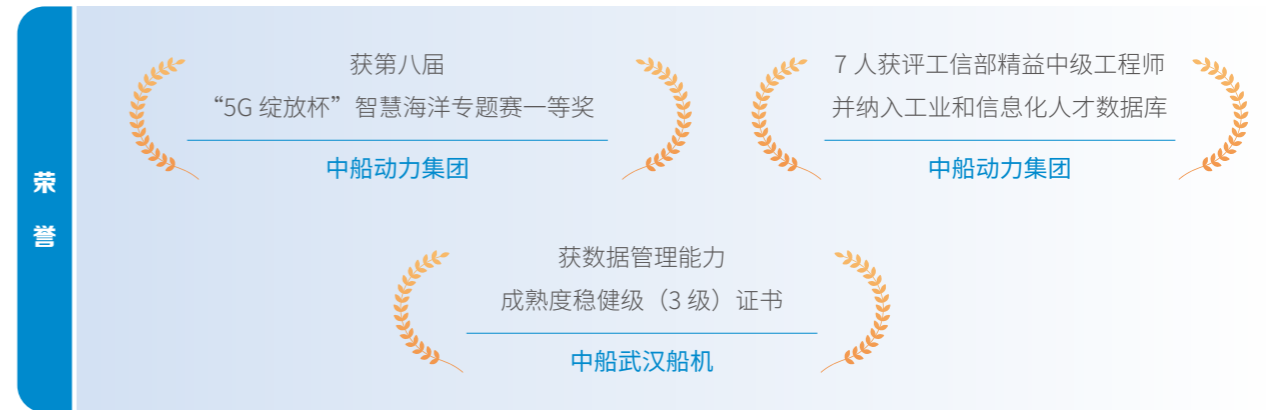 荣誉
获第八届
“5G 绽放杯”智慧海洋专题赛一等奖
中船动力集团
7 人获评工信部精益中级工程师
并纳入工业和信息化人才数据库
中船动力集团
获数据管理能力
成熟度稳健级（3 级）证书
中船武汉船机